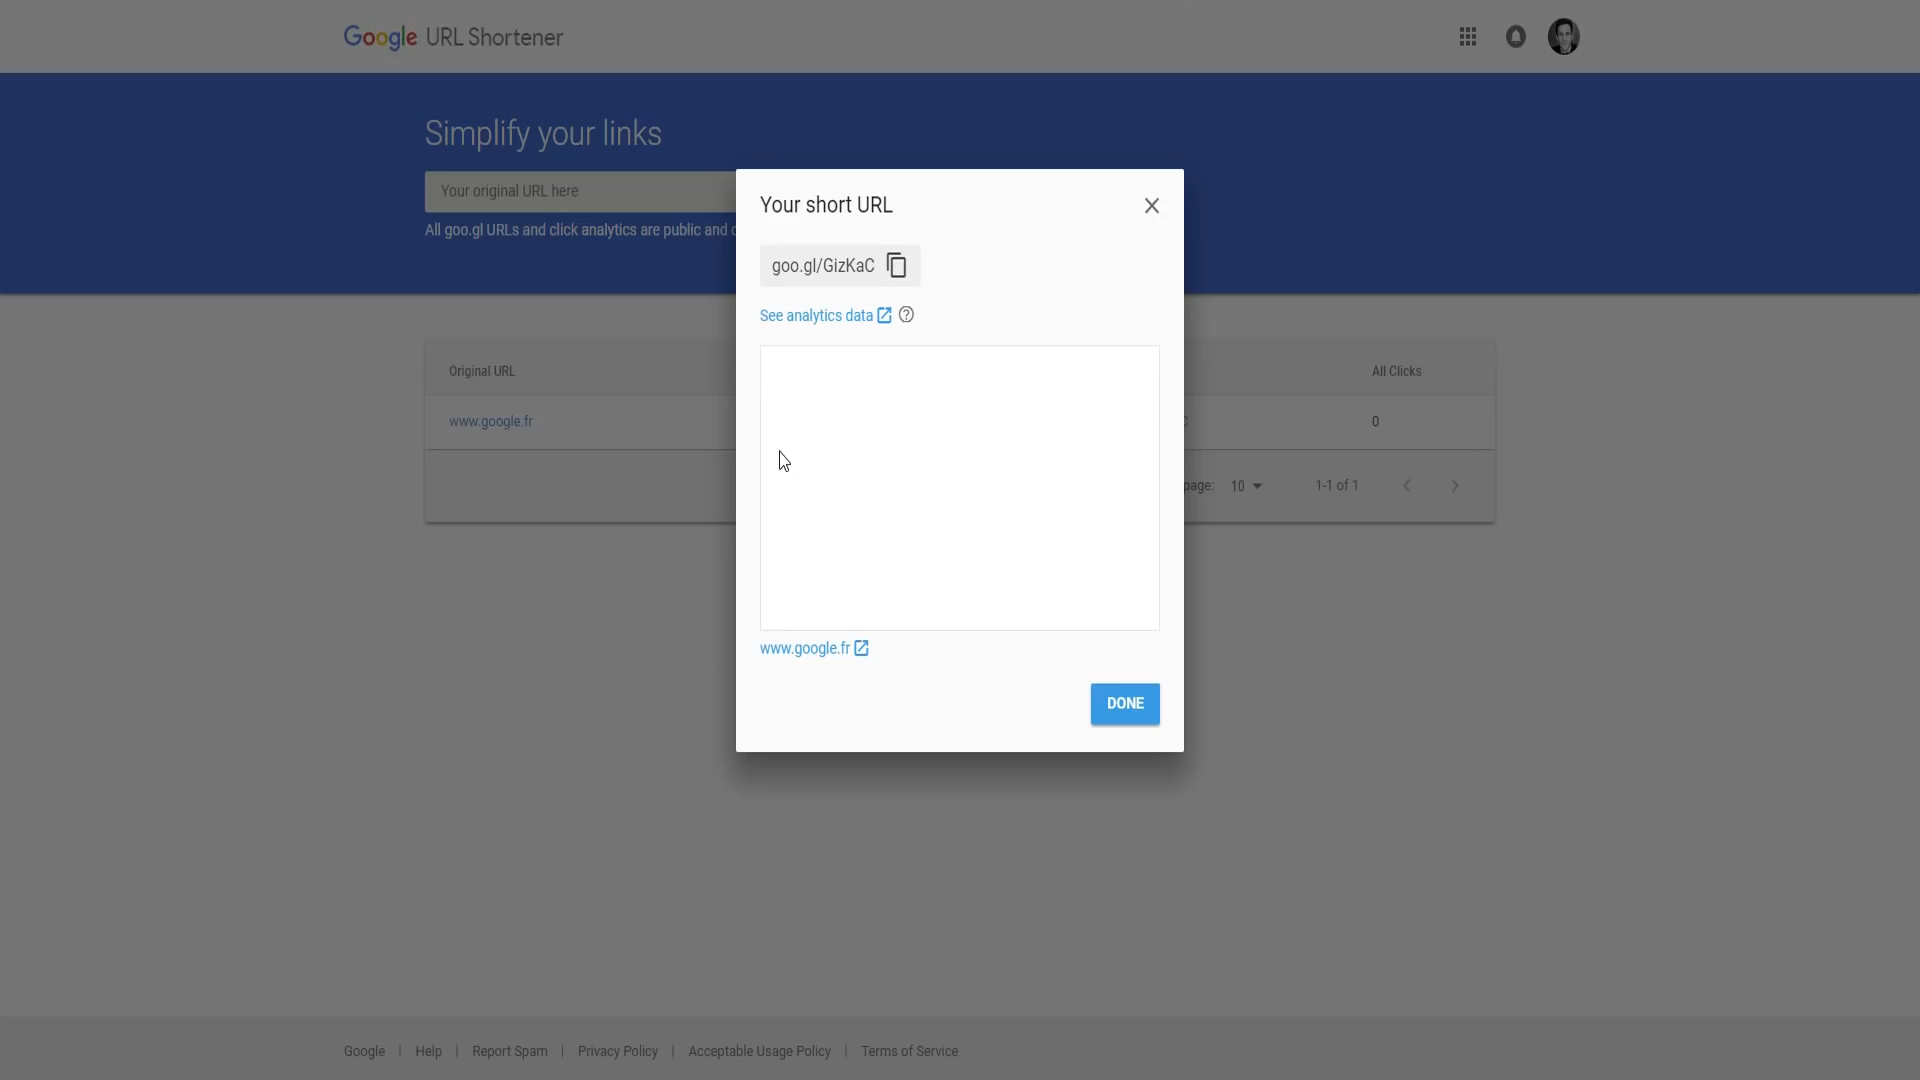 Google URL Shortener
Simplify your links
Your original URL here
All goo.gl URLs and click analytics are public and
Your short URL
goo.gl/GizKaC
See analytics data
www.google.fr
DONE
Original URL
All Clicks
www.google.fr
0
page: 10
1-1 of 1
Google | Help | Report Spam | Privacy Policy | Acceptable Usage Policy | Terms of Service